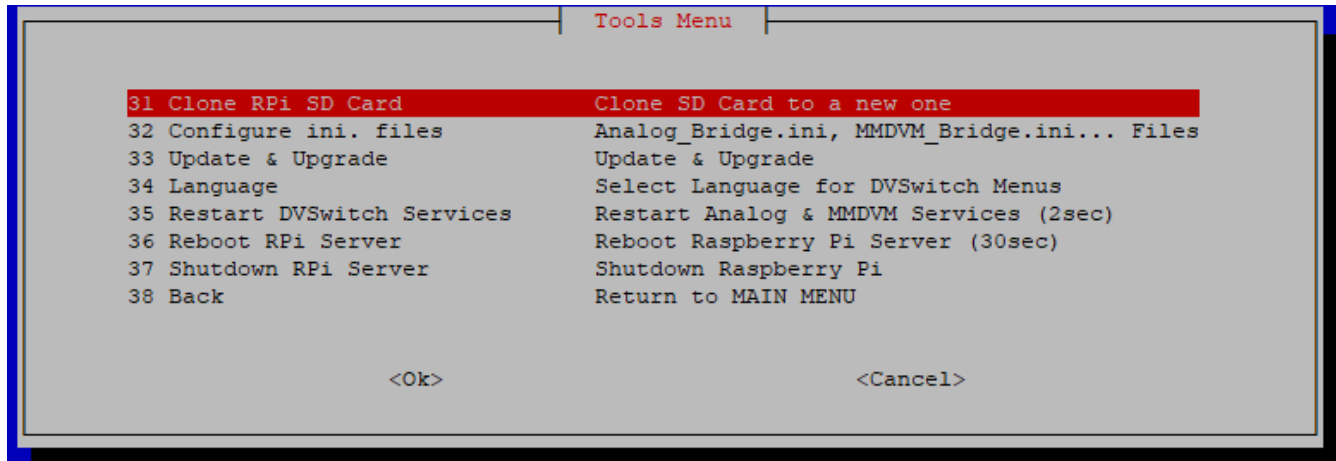 Tools Menu
31 Clone RPi SD Card Clone SD Card to a new one
32 Configure ini. files Analog_Bridge.ini, MMDVM_Bridge.ini... Files
33 Update & Upgrade Update & Upgrade
34 Language Select Language for DVSwitch Menus
35 Restart DVSwitch Services Restart Analog & MMDVM Services (2sec)
36 Reboot RPi Server Reboot Raspberry Pi Server (30sec)
37 Shutdown RPi Server Shutdown Raspberry Pi
38 Back Return to MAIN MENU
<Ok> <Cancel>